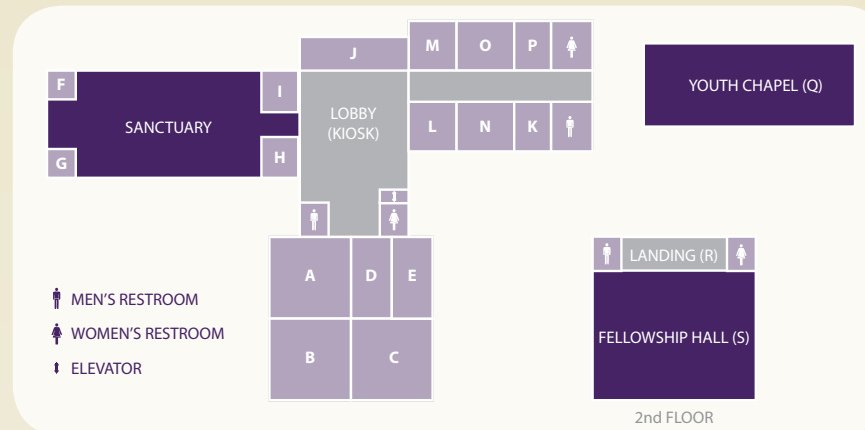 M O P
J
F I
LOBBY
(KIOSK)
YOUTH CHAPEL (Q)
SANCTUARY
L N K
G H
A D E
LANDING (R)
MEN'S RESTROOM
WOMEN'S RESTROOM
ELEVATOR
B C
FELLOWSHIP HALL (S)
2nd FLOOR